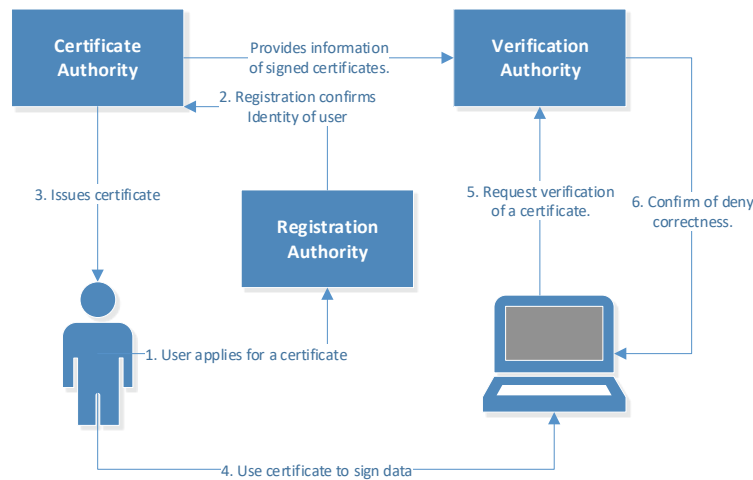 Certificate
Authority
Provides information
of signed certificates.
Verification
Authority
2. Registration confirms
Identity of user
3. Issues certificate
5. Request verification
of a certificate.
6. Confirm of deny
correctness.
Registration
Authority
1. User applies for a certificate
4. Use certificate to sign data